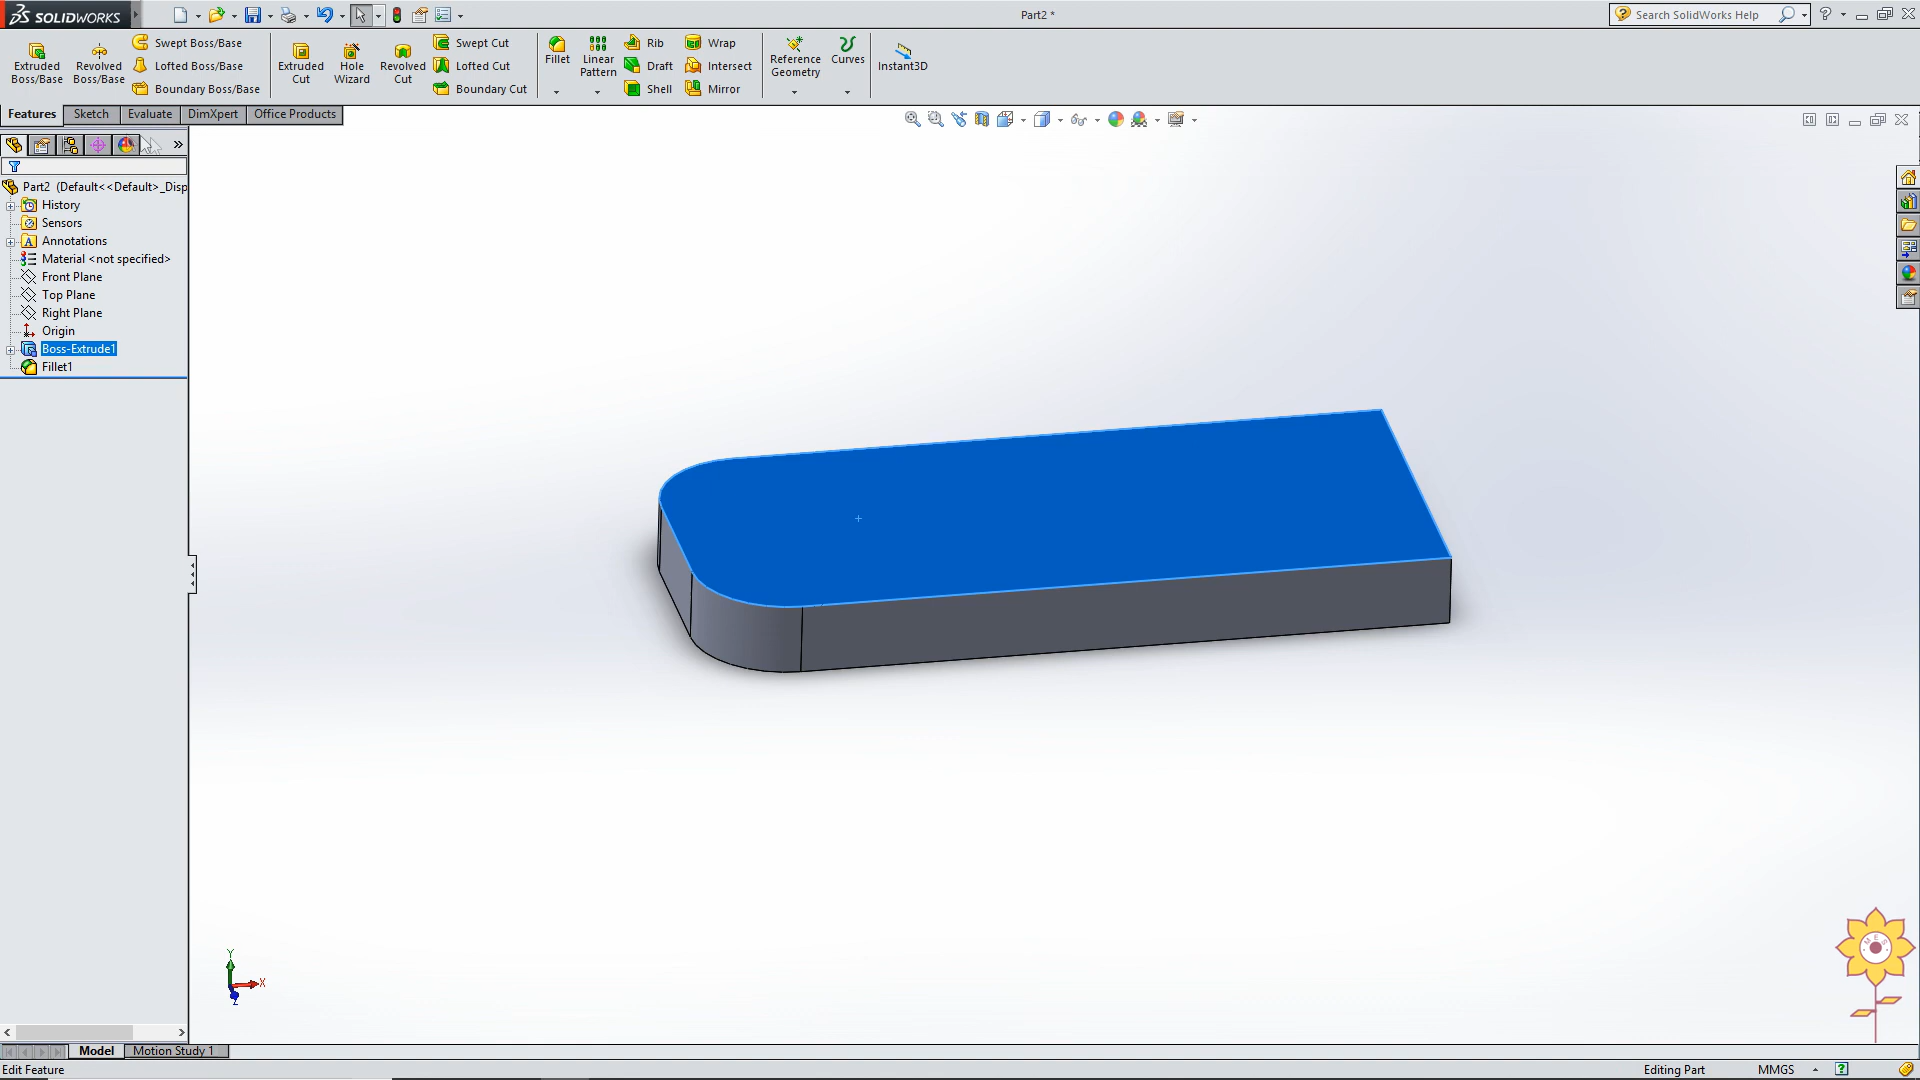 SOLIDWORKS
Part2 *
Search SolidWorks Help
Extruded Boss/Base
Revolved Boss/Base
Swept Boss/Base
Lofted Boss/Base
Boundary Boss/Base
Extruded Cut
Hole Wizard
Revolved Cut
Swept Cut
Lofted Cut
Boundary Cut
Fillet
Linear Pattern
Rib
Draft
Shell
Wrap
Intersect
Mirror
Reference Geometry
Curves
Instant3D
Features
Sketch
Evaluate
DimXpert
Office Products
Part2 (Default<<Default>_Disp
History
Sensors
A
Annotations
Material <not specified>
Front Plane
Top Plane
Right Plane
Origin
Boss-Extrude1
Fillet1
Y
X
Z
MES
Model
Motion Study 1
Edit Feature
Editing Part
MMGS